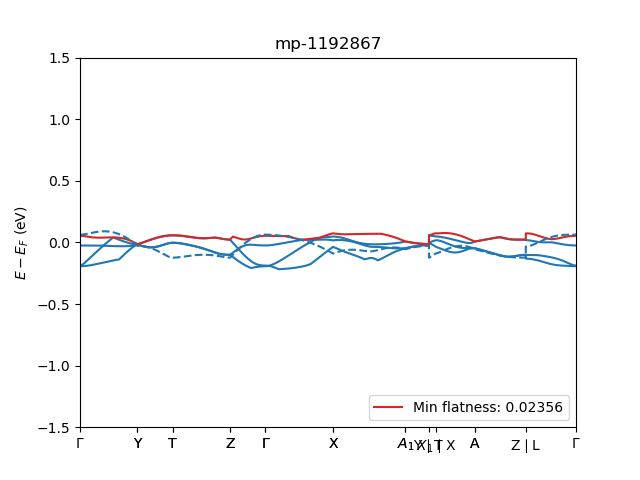 mp-1192867
E − E_F (eV)
1.5
1.0
0.5
0.0
−0.5
−1.0
−1.5
Min flatness: 0.02356
Γ Y T Z Γ X A Γ
Z | L